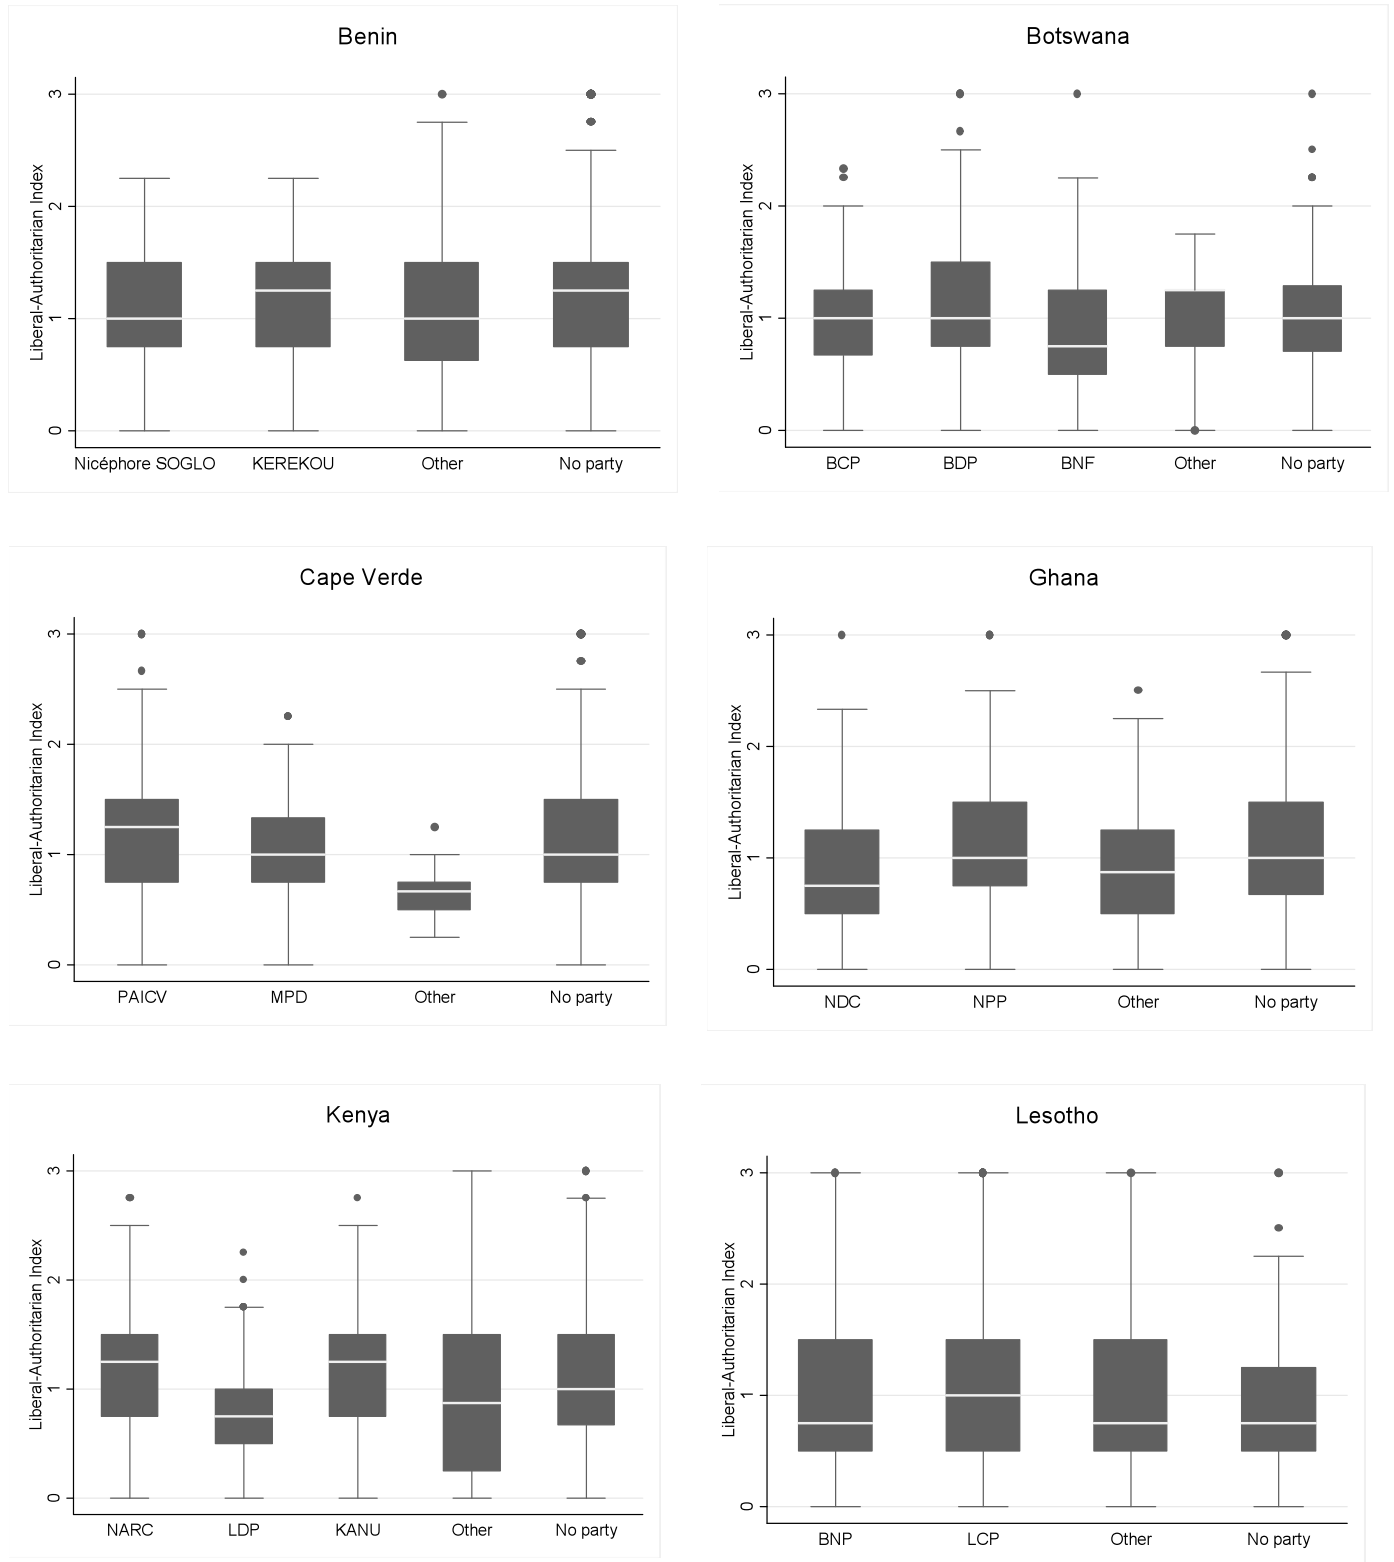 Benin
Liberal-Authoritarian Index
3
2
1
0
Nicéphore SOGLO KEREKOU Other No party
Botswana
Liberal-Authoritarian Index
3
2
1
0
BCP BDP BNF Other No party
Cape Verde
Liberal-Authoritarian Index
3
2
1
0
PAICV MPD Other No party
Ghana
Liberal-Authoritarian Index
3
2
1
0
NDC NPP Other No party
Kenya
Liberal-Authoritarian Index
3
2
1
0
NARC LDP KANU Other No party
Lesotho
Liberal-Authoritarian Index
3
2
1
0
BNP LCP Other No party